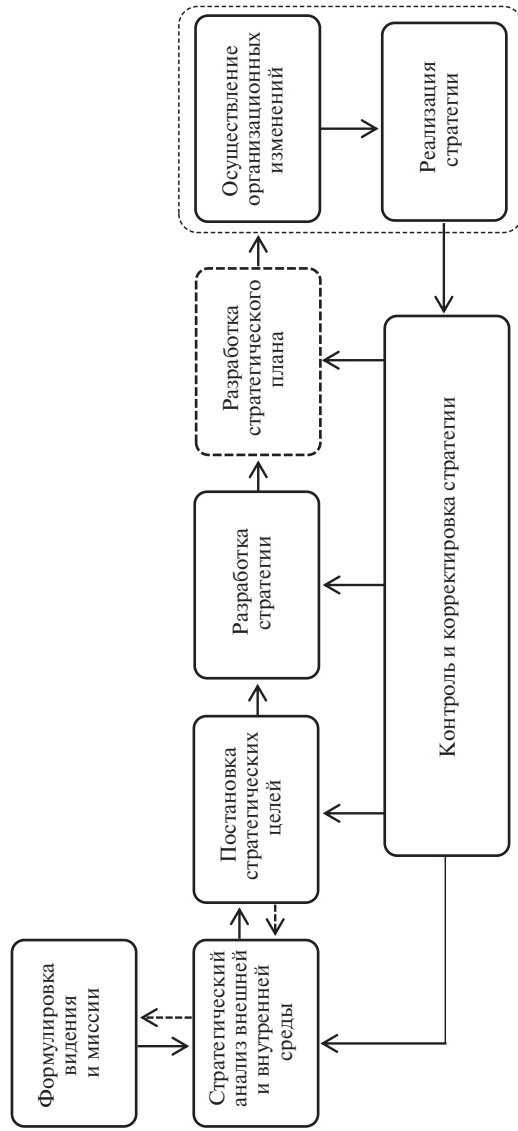 Формулировка
видения
и миссии
Стратегический
анализ внешней
и внутренней
среды
Постановка
стратегических
целей
Разработка
стратегии
Разработка
стратегического
плана
Осуществление
организационных
изменений
Реализация
стратегии
Контроль и корректировка стратегии